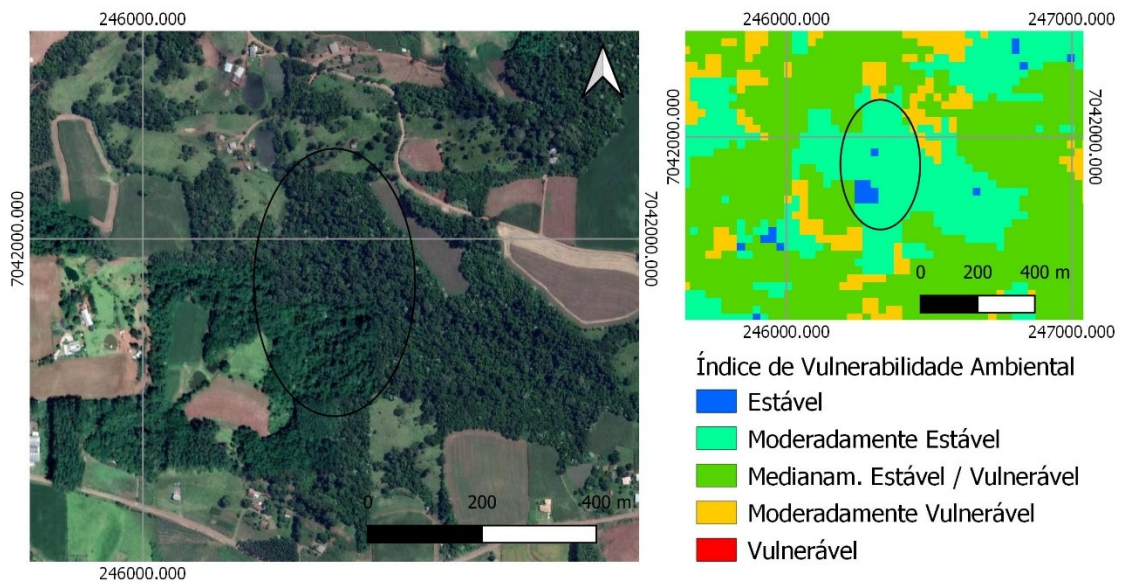 246000.000
7042000.000
7042000.000
0 200 400 m
246000.000
246000.000 247000.000
7042000.000
7042000.000
0 200 400 m
246000.000 247000.000
Índice de Vulnerabilidade Ambiental
Estável
Moderadamente Estável
Medianam. Estável / Vulnerável
Moderadamente Vulnerável
Vulnerável